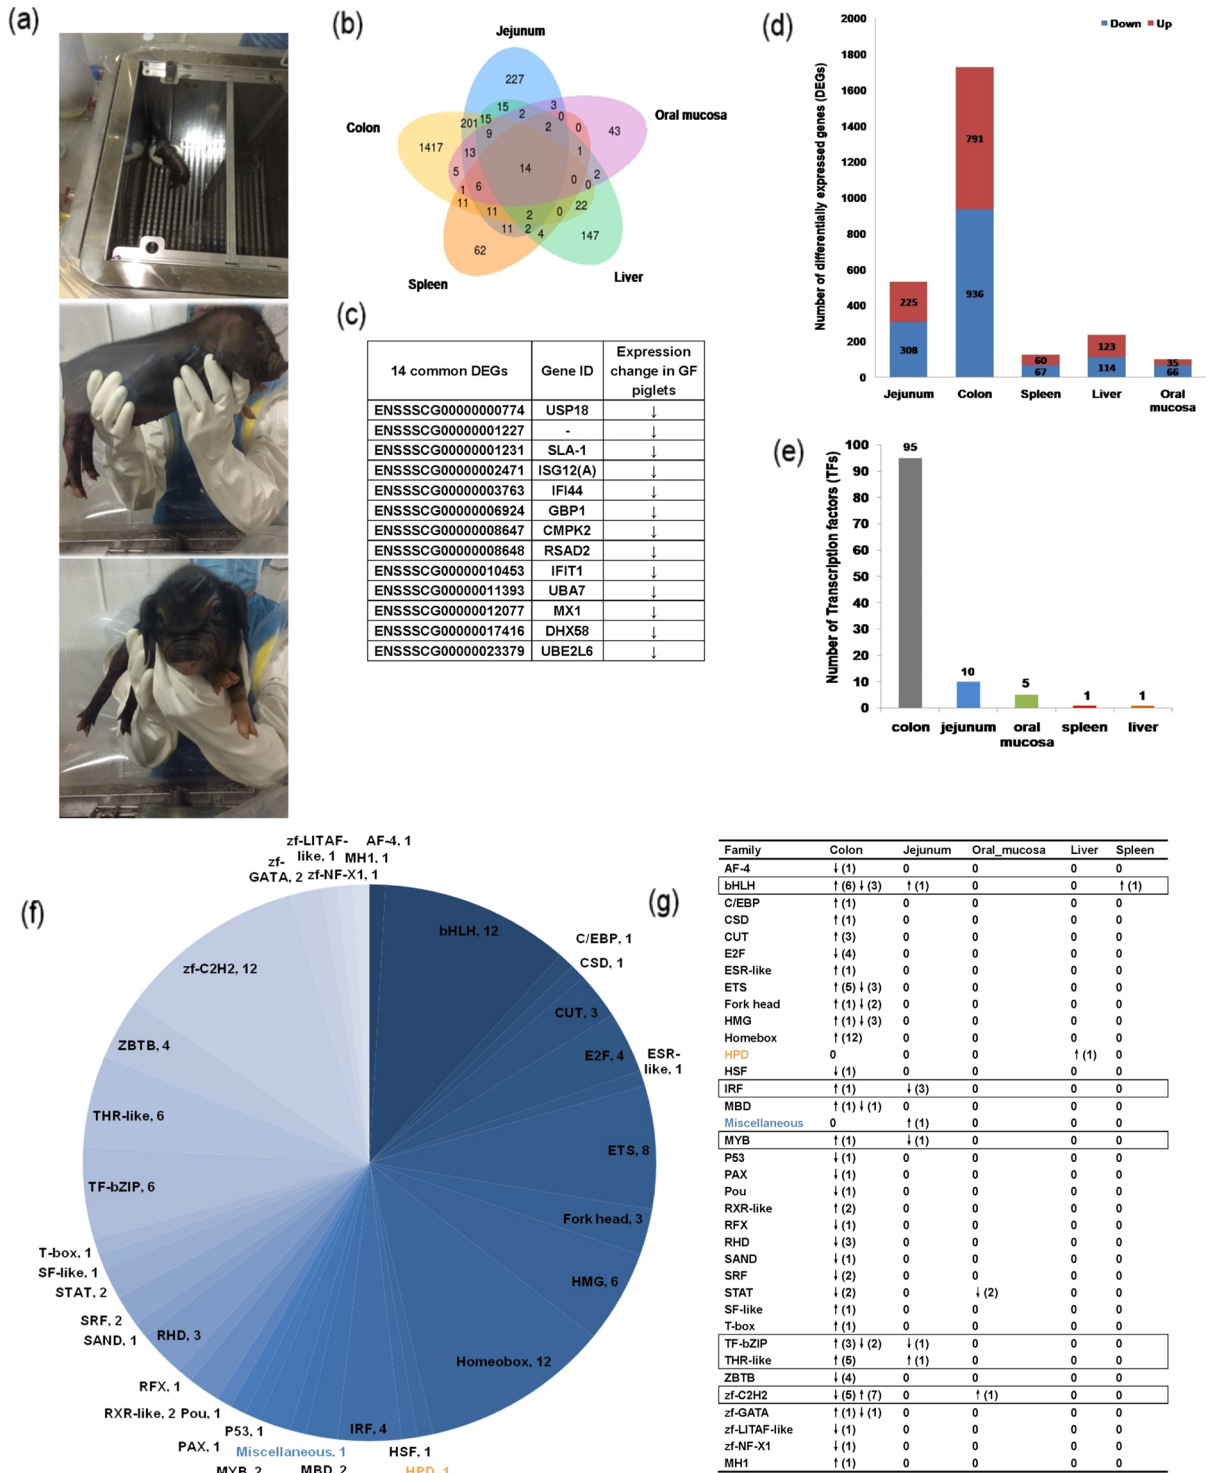 (a)
(b)
Jejunum
Oral mucosa
Colon
Spleen
Liver
227
15
3
2
0
201
15
9
2
0
43
1417
13
1
5
14
2
6
0
0
1
11
11
2
0
22
11
2
4
147
62
(c)
14 common DEGs Gene ID Expression change in GF piglets
ENSSSCG00000000774 USP18 ↓
ENSSSCG00000001227 - ↓
ENSSSCG00000001231 SLA-1 ↓
ENSSSCG00000002471 ISG12(A) ↓
ENSSSCG00000003763 IFI44 ↓
ENSSSCG00000006924 GBP1 ↓
ENSSSCG00000008647 CMPK2 ↓
ENSSSCG00000008648 RSAD2 ↓
ENSSSCG00000010453 IFIT1 ↓
ENSSSCG00000011393 UBA7 ↓
ENSSSCG00000012077 MX1 ↓
ENSSSCG00000017416 DHX58 ↓
ENSSSCG00000023379 UBE2L6 ↓
(d)
Down Up
Number of differentially expressed genes (DEGs)
2000
1800
1600
1400
1200
1000
800
600
400
200
0
225
308
791
936
60
67
123
114
35
66
Jejunum Colon Spleen Liver Oral
mucosa
(e)
Number of Transcription factors (TFs)
100
90
80
70
60
50
40
30
20
10
0
95
10
5
1
1
colon jejunum oral spleen liver
mucosa
(f)
zf-LITAF-
like, 1
AF-4, 1
MH1, 1
zf-
GATA, 2
zf-NF-X1, 1
bHLH, 12
C/EBP, 1
CSD, 1
CUT, 3
E2F, 4
ESR-
like, 1
ETS, 8
Fork head, 3
HMG, 6
Homeobox, 12
HPD, 1
HSF, 1
IRF, 4
MBD, 2
Miscellaneous, 1
MYB, 2
P53, 1
PAX, 1
Pou, 1
RXR-like, 2
RFX, 1
RHD, 3
SAND, 1
SRF, 2
STAT, 2
SF-like, 1
T-box, 1
TF-bZIP, 6
THR-like, 6
ZBTB, 4
zf-C2H2, 12
(g)
Family Colon Jejunum Oral_mucosa Liver Spleen
AF-4 ↓(1) 0 0 0 0
bHLH ↑(6)↓(3) ↑(1) 0 0 ↑(1)
C/EBP ↑(1) 0 0 0 0
CSD ↑(1) 0 0 0 0
CUT ↑(3) 0 0 0 0
E2F ↓(4) 0 0 0 0
ESR-like ↑(1) 0 0 0 0
ETS ↑(5)↓(3) 0 0 0 0
Fork head ↑(1)↓(2) 0 0 0 0
HMG ↑(1)↓(3) 0 0 0 0
Homebox ↑(12) 0 0 0 0
HPD 0 0 0 ↑(1) 0
HSF ↓(1) 0 0 0 0
IRF ↑(1) ↓(3) 0 0 0
MBD ↑(1)↓(1) 0 0 0 0
Miscellaneous 0 ↑(1) 0 0 0
MYB ↑(1) ↓(1) 0 0 0
P53 ↓(1) 0 0 0 0
PAX ↓(1) 0 0 0 0
Pou ↓(1) 0 0 0 0
RXR-like ↑(2) 0 0 0 0
RFX ↓(1) 0 0 0 0
RHD ↓(3) 0 0 0 0
SAND ↓(1) 0 0 0 0
SRF ↓(2) 0 0 0 0
STAT ↓(2) 0 ↓(2) 0 0
SF-like ↑(1) 0 0 0 0
T-box ↑(1) 0 0 0 0
TF-bZIP ↑(3)↓(2) ↓(1) 0 0 0
THR-like ↑(5) ↑(1) 0 0 0
ZBTB ↓(4) 0 0 0 0
zf-C2H2 ↓(5)↑(7) 0 ↑(1) 0 0
zf-GATA ↑(1)↓(1) 0 0 0 0
zf-LITAF-like ↓(1) 0 0 0 0
zf-NF-X1 ↓(1) 0 0 0 0
MH1 ↑(1) 0 0 0 0